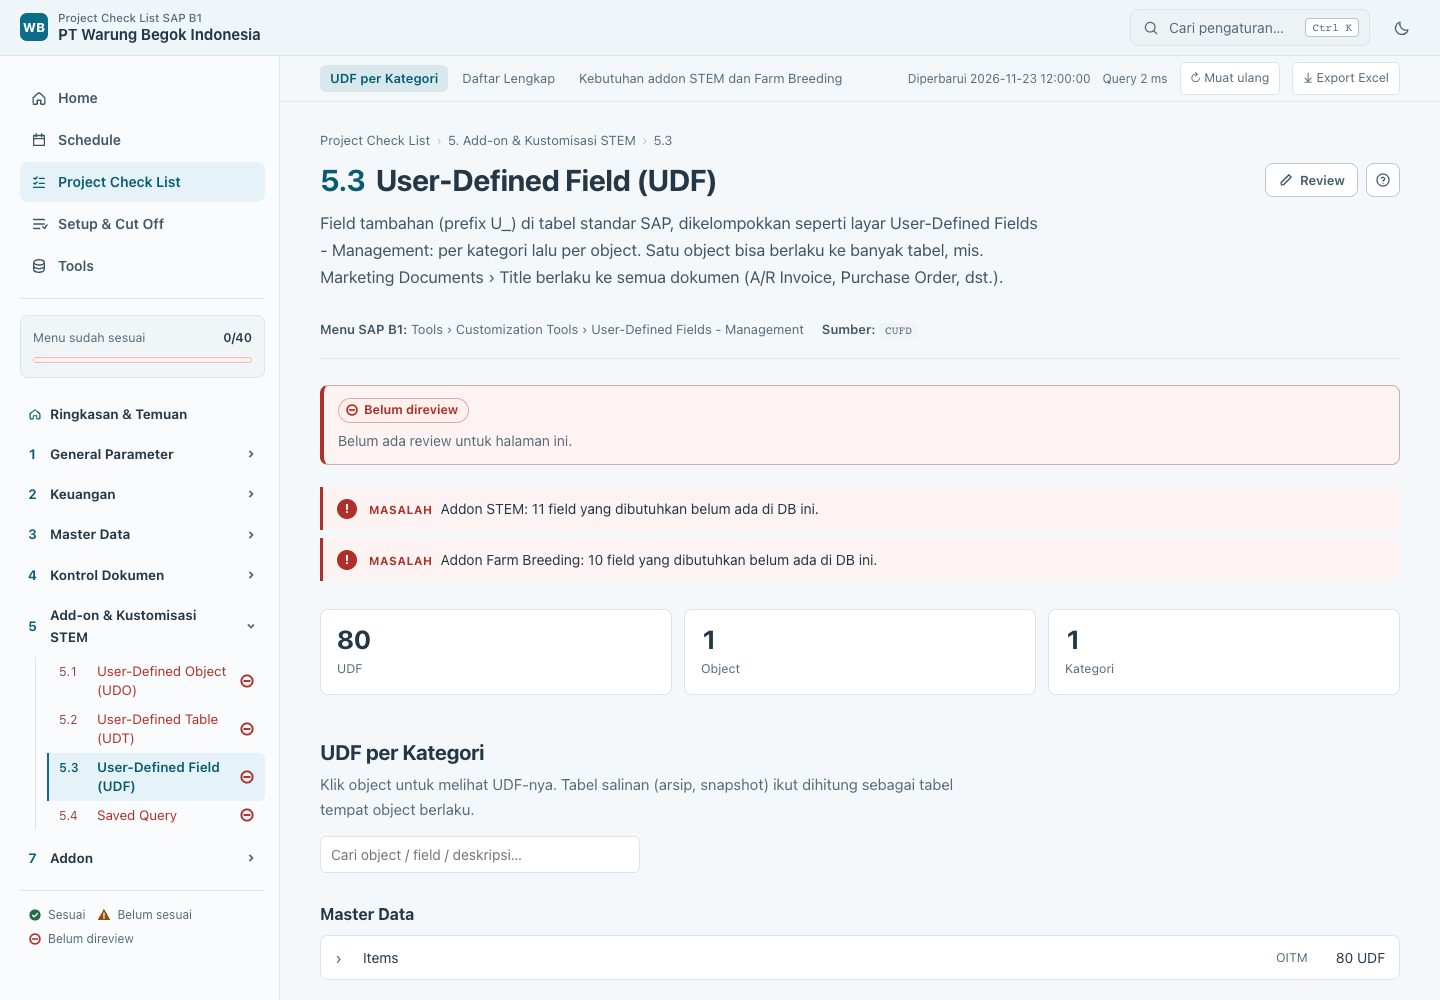 WB
Project Check List SAP B1
PT Warung Begok Indonesia
Cari pengaturan...
Ctrl K
Home
Schedule
Project Check List
Setup & Cut Off
Tools
Menu sudah sesuai 0/40
Ringkasan & Temuan
1 General Parameter
2 Keuangan
3 Master Data
4 Kontrol Dokumen
5 Add-on & Kustomisasi
STEM
5.1 User-Defined Object
(UDO)
5.2 User-Defined Table
(UDT)
5.3 User-Defined Field
(UDF)
5.4 Saved Query
7 Addon
Sesuai Belum sesuai
Belum direview
UDF per Kategori Daftar Lengkap Kebutuhan addon STEM dan Farm Breeding Diperbarui 2026-11-23 12:00:00 Query 2 ms ↻ Muat ulang ⤓ Export Excel
Project Check List › 5. Add-on & Kustomisasi STEM › 5.3
5.3 User-Defined Field (UDF)
Review
Field tambahan (prefix U_) di tabel standar SAP, dikelompokkan seperti layar User-Defined Fields
- Management: per kategori lalu per object. Satu object bisa berlaku ke banyak tabel, mis.
Marketing Documents › Title berlaku ke semua dokumen (A/R Invoice, Purchase Order, dst.).
Menu SAP B1: Tools › Customization Tools › User-Defined Fields - Management Sumber: CUFD
Belum direview
Belum ada review untuk halaman ini.
! MASALAH Addon STEM: 11 field yang dibutuhkan belum ada di DB ini.
! MASALAH Addon Farm Breeding: 10 field yang dibutuhkan belum ada di DB ini.
80
UDF
1
Object
1
Kategori
UDF per Kategori
Klik object untuk melihat UDF-nya. Tabel salinan (arsip, snapshot) ikut dihitung sebagai tabel
tempat object berlaku.
Cari object / field / deskripsi...
Master Data
› Items OITM 80 UDF